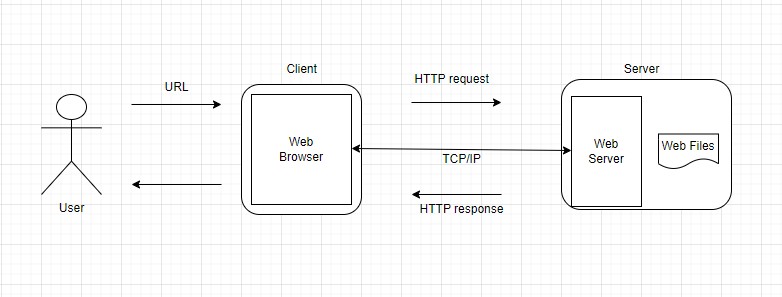 Client
Server
URL
HTTP request
Web
Browser
TCP/IP
Web
Server
Web Files
User
HTTP response